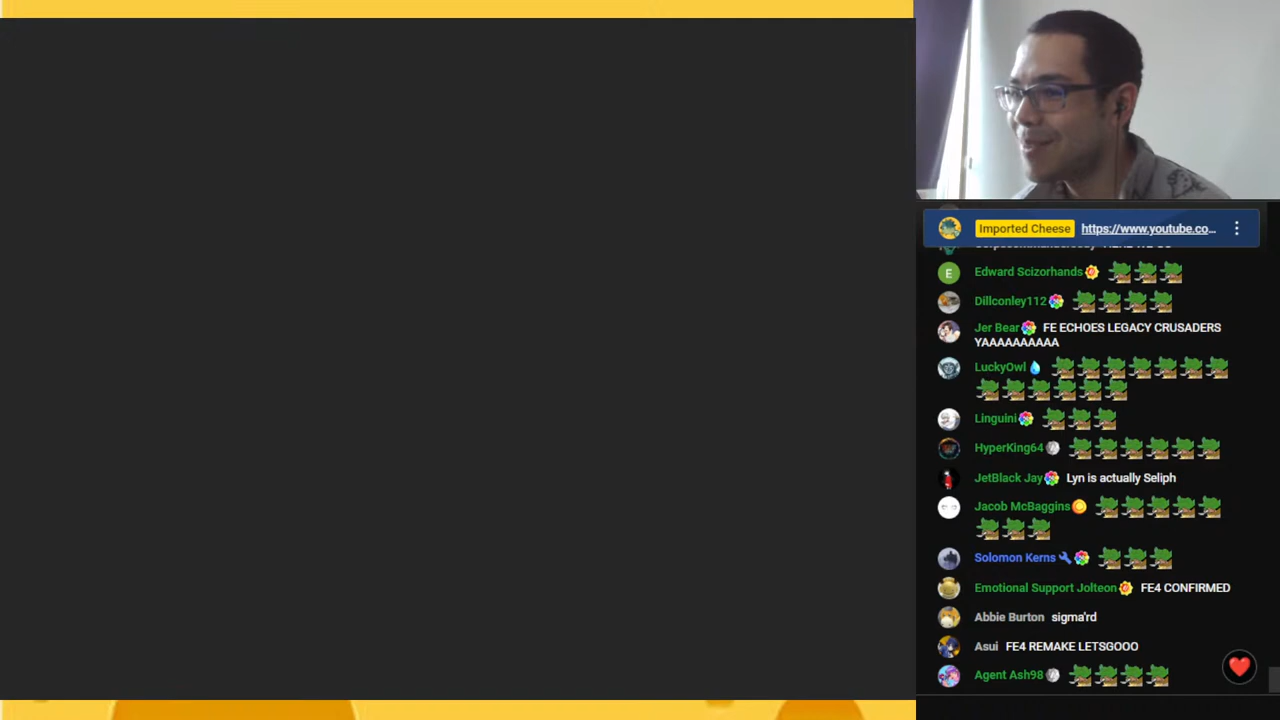 Imported Cheese https://www.youtube.co...
Edward Scizorhands
Dillconley112
Jer Bear FE ECHOES LEGACY CRUSADERS
YAAAAAAAAAA
LuckyOwl
Linguini
HyperKing64
JetBlack Jay Lyn is actually Seliph
Jacob McBaggins
Solomon Kerns
Emotional Support Jolteon FE4 CONFIRMED
Abbie Burton sigma'rd
Asui FE4 REMAKE LETSGOOO
Agent Ash98